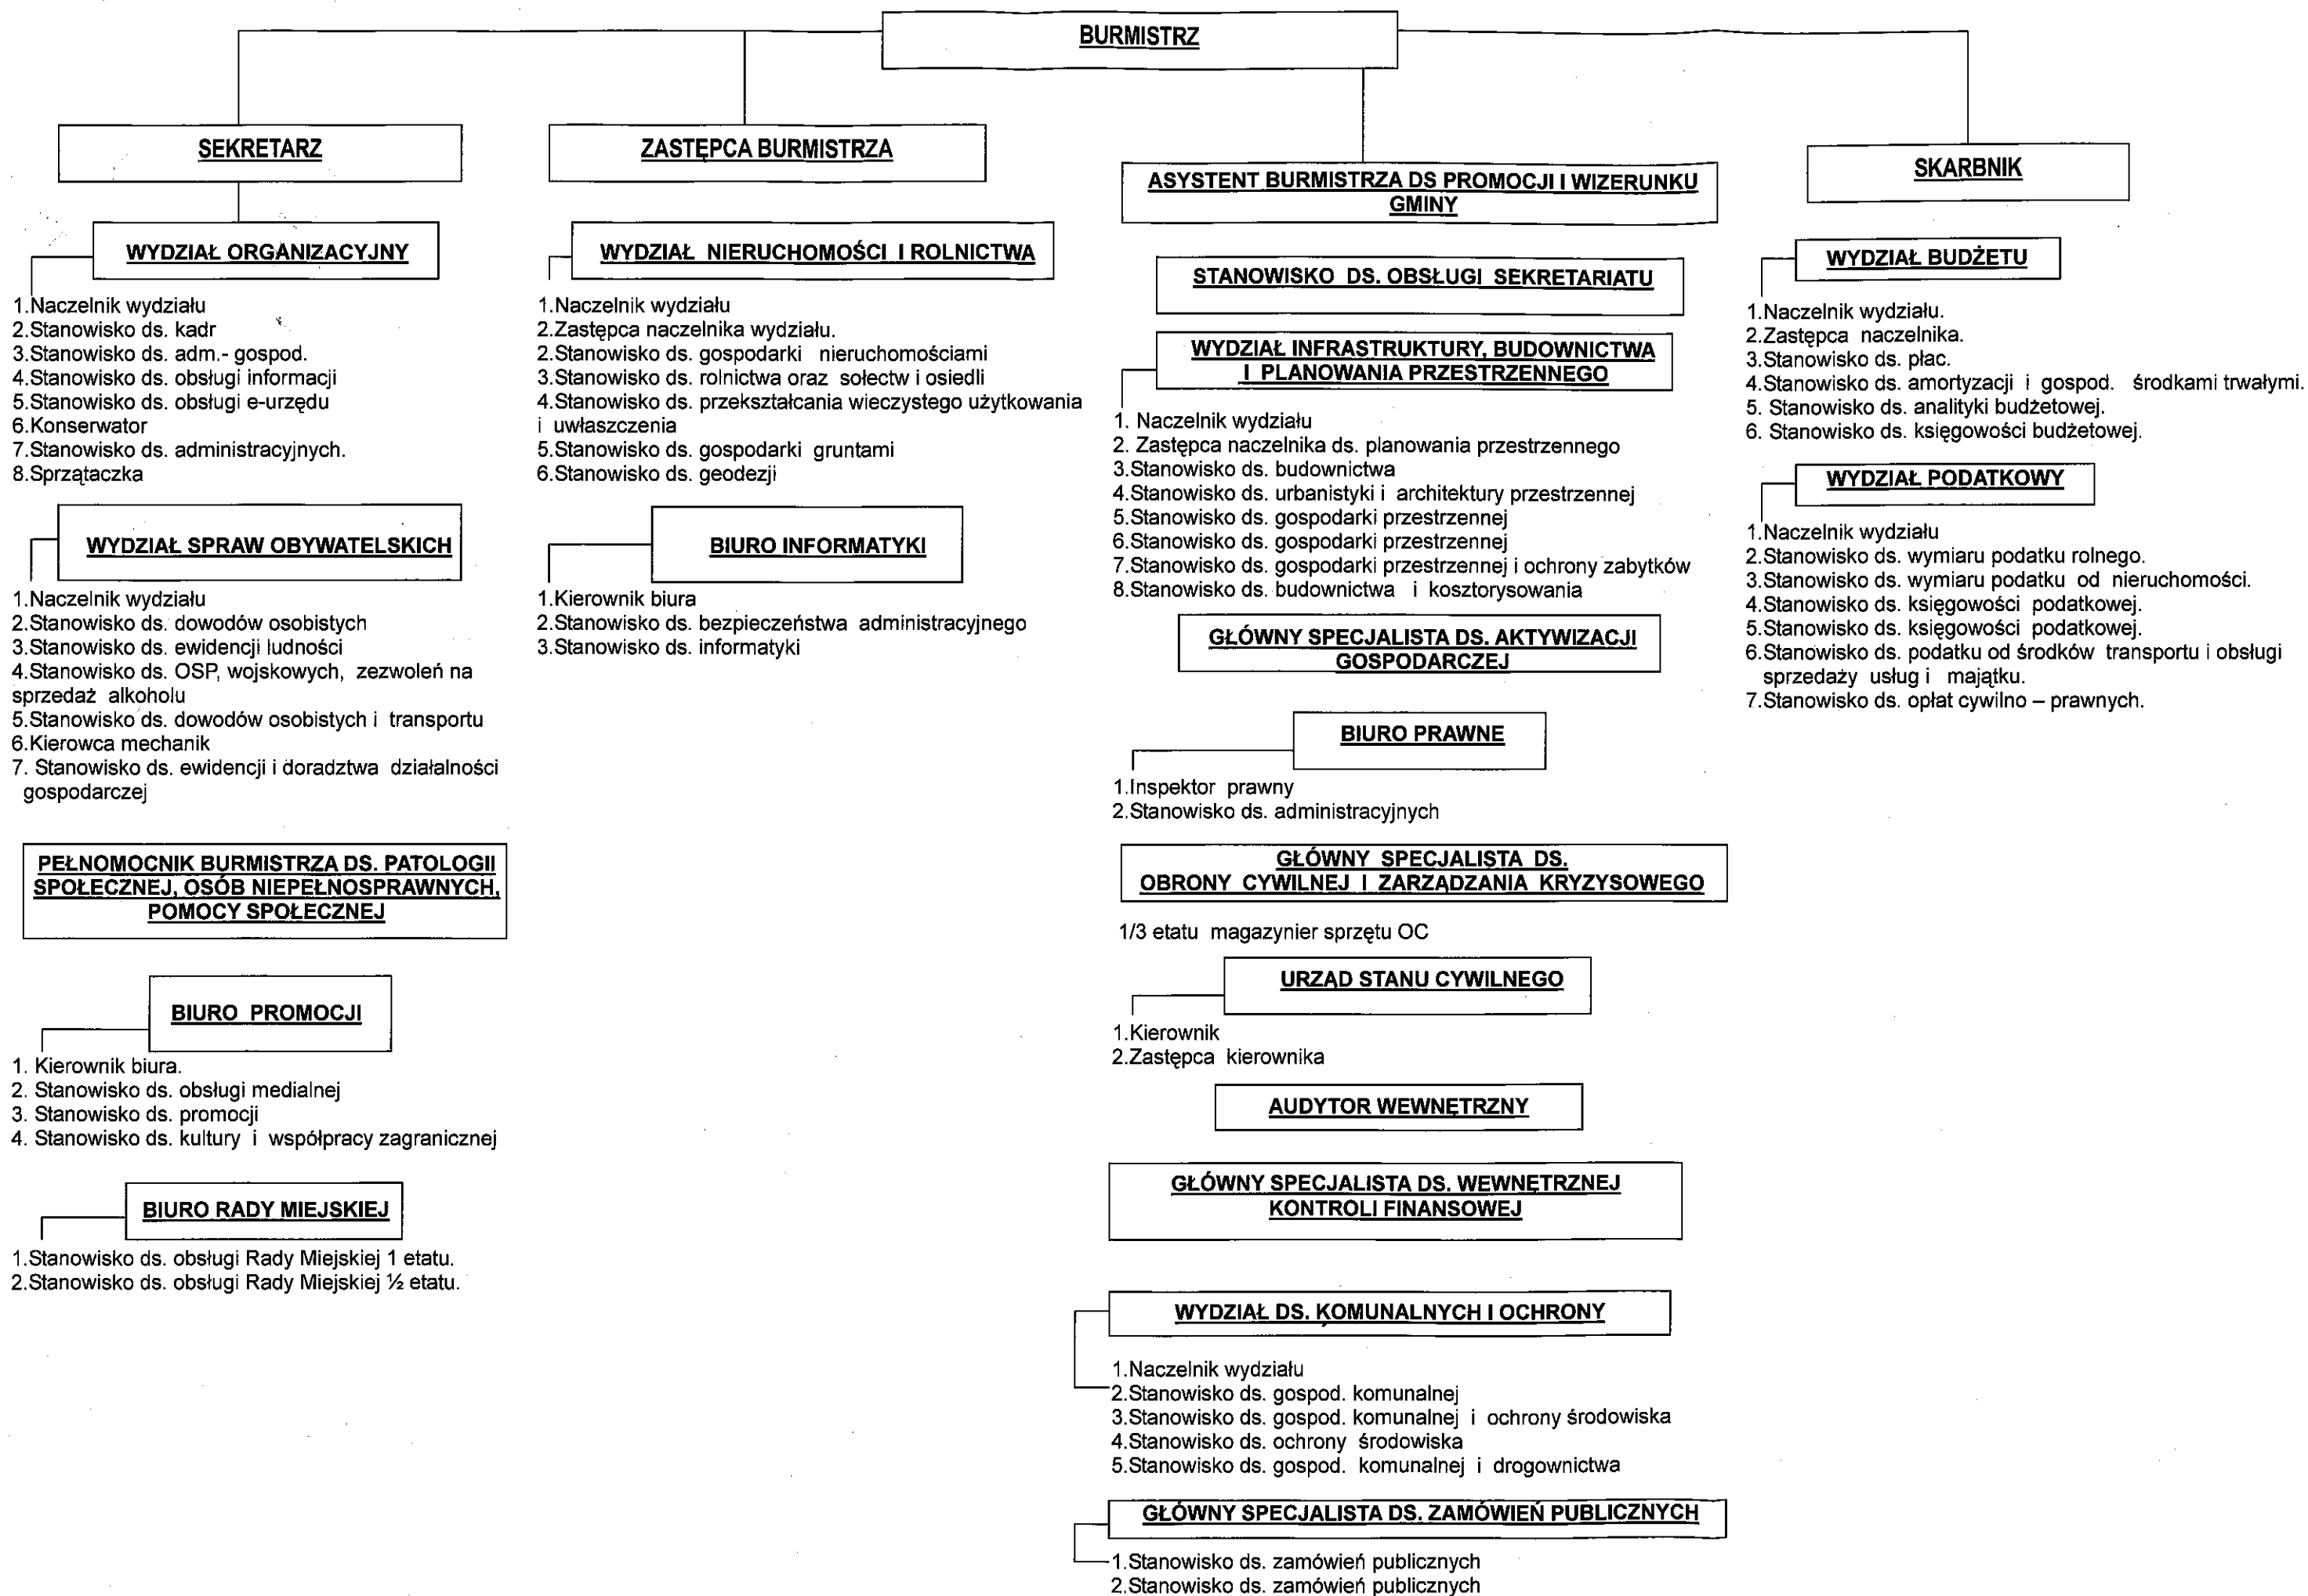 BURMISTRZ
SEKRETARZ
WYDZIAŁ ORGANIZACYJNY
1.Naczelnik wydziału
2.Stanowisko ds. kadr
3.Stanowisko ds. adm.- gospod.
4.Stanowisko ds. obsługi informacji
5.Stanowisko ds. obsługi e-urzędu
6.Konserwator
7.Stanowisko ds. administracyjnych.
8.Sprzątaczka
WYDZIAŁ SPRAW OBYWATELSKICH
1.Naczelnik wydziału
2.Stanowisko ds. dowodów osobistych
3.Stanowisko ds. ewidencji ludności
4.Stanowisko ds. OSP, wojskowych, zezwoleń na
sprzedaż alkoholu
5.Stanowisko ds. dowodów osobistych i transportu
6.Kierowca mechanik
7. Stanowisko ds. ewidencji i doradztwa działalności
gospodarczej
PEŁNOMOCNIK BURMISTRZA DS. PATOLOGII
SPOŁECZNEJ, OSÓB NIEPEŁNOSPRAWNYCH,
POMOCY SPOŁECZNEJ
BIURO PROMOCJI
1. Kierownik biura.
2. Stanowisko ds. obsługi medialnej
3. Stanowisko ds. promocji
4. Stanowisko ds. kultury i współpracy zagranicznej
BIURO RADY MIEJSKIEJ
1.Stanowisko ds. obsługi Rady Miejskiej 1 etatu.
2.Stanowisko ds. obsługi Rady Miejskiej ½ etatu.
ZASTĘPCA BURMISTRZA
WYDZIAŁ NIERUCHOMOŚCI I ROLNICTWA
1.Naczelnik wydziału
2.Zastępca naczelnika wydziału.
2.Stanowisko ds. gospodarki nieruchomościami
3.Stanowisko ds. rolnictwa oraz sołectw i osiedli
4.Stanowisko ds. przekształcania wieczystego użytkowania
i uwłaszczenia
5.Stanowisko ds. gospodarki gruntami
6.Stanowisko ds. geodezji
BIURO INFORMATYKI
1.Kierownik biura
2.Stanowisko ds. bezpieczeństwa administracyjnego
3.Stanowisko ds. informatyki
ASYSTENT BURMISTRZA DS PROMOCJI I WIZERUNKU
GMINY
STANOWISKO DS. OBSŁUGI SEKRETARIATU
WYDZIAŁ INFRASTRUKTURY, BUDOWNICTWA
I PLANOWANIA PRZESTRZENNEGO
1. Naczelnik wydziału
2. Zastępca naczelnika ds. planowania przestrzennego
3.Stanowisko ds. budownictwa
4.Stanowisko ds. urbanistyki i architektury przestrzennej
5.Stanowisko ds. gospodarki przestrzennej
6.Stanowisko ds. gospodarki przestrzennej
7.Stanowisko ds. gospodarki przestrzennej i ochrony zabytków
8.Stanowisko ds. budownictwa i kosztorysowania
GŁÓWNY SPECJALISTA DS. AKTYWIZACJI
GOSPODARCZEJ
BIURO PRAWNE
1.Inspektor prawny
2.Stanowisko ds. administracyjnych
GŁÓWNY SPECJALISTA DS.
OBRONY CYWILNEJ I ZARZĄDZANIA KRYZYSOWEGO
1/3 etatu magazynier sprzętu OC
URZĄD STANU CYWILNEGO
1.Kierownik
2.Zastępca kierownika
AUDYTOR WEWNĘTRZNY
GŁÓWNY SPECJALISTA DS. WEWNĘTRZNEJ
KONTROLI FINANSOWEJ
WYDZIAŁ DS. KOMUNALNYCH I OCHRONY
1.Naczelnik wydziału
2.Stanowisko ds. gospod. komunalnej
3.Stanowisko ds. gospod. komunalnej i ochrony środowiska
4.Stanowisko ds. ochrony środowiska
5.Stanowisko ds. gospod. komunalnej i drogownictwa
GŁÓWNY SPECJALISTA DS. ZAMÓWIEŃ PUBLICZNYCH
1.Stanowisko ds. zamówień publicznych
2.Stanowisko ds. zamówień publicznych
SKARBNIK
WYDZIAŁ BUDŻETU
1.Naczelnik wydziału.
2.Zastępca naczelnika.
3.Stanowisko ds. płac.
4.Stanowisko ds. amortyzacji i gospod. środkami trwałymi.
5. Stanowisko ds. analityki budżetowej.
6. Stanowisko ds. księgowości budżetowej.
WYDZIAŁ PODATKOWY
1.Naczelnik wydziału
2.Stanowisko ds. wymiaru podatku rolnego.
3.Stanowisko ds. wymiaru podatku od nieruchomości.
4.Stanowisko ds. księgowości podatkowej.
5.Stanowisko ds. księgowości podatkowej.
6.Stanowisko ds. podatku od środków transportu i obsługi
sprzedaży usług i majątku.
7.Stanowisko ds. opłat cywilno – prawnych.